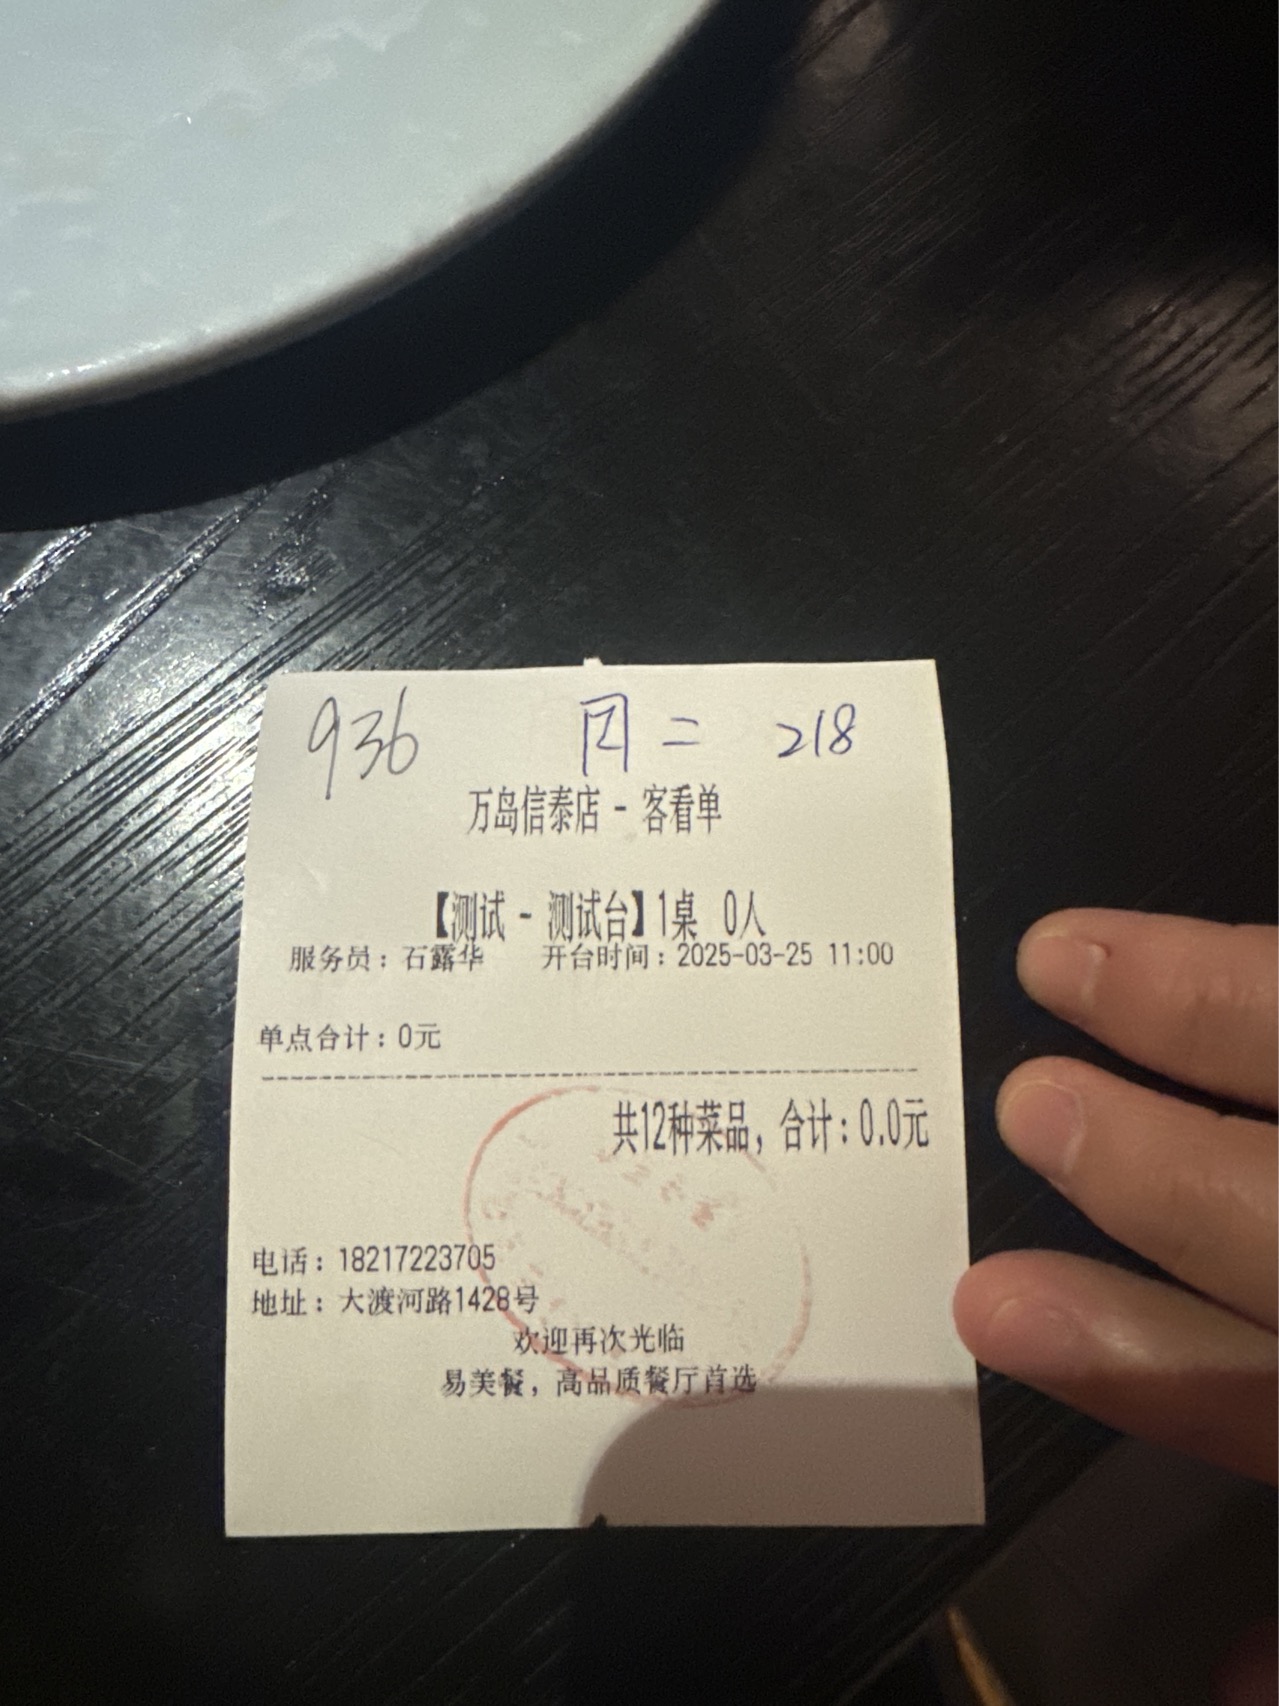 936 = 218
万岛信泰店 - 客看单
【测试 - 测试台】1桌 0人
服务员：石露华 开台时间：2025-03-25 11:00
单点合计：0元
共12种菜品，合计：0.0元
电话：18217223705
地址：大渡河路1428号
欢迎再次光临
易美餐，高品质餐厅首选